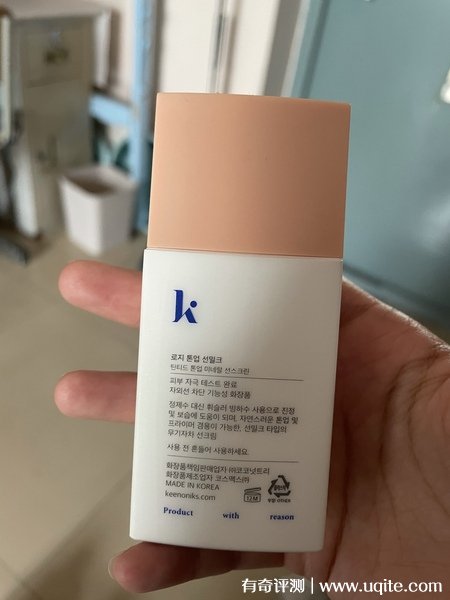 k
로지 톤업 선밀크
틴티드 톤업 미네랄 선스크린
피부 자극 테스트 완료
자외선 차단 기능성 화장품
정제수 대신 휘슬러 빙하수 사용으로 진정
및 보습에 도움이 되며, 자연스러운 톤업 및
프라이머 겸용이 가능한, 선밀크 타입의
무기자차 선크림
사용 전 흔들어 사용하세요.
화장품책임판매업자 ㈜코코넛트리
화장품제조업자 코스맥스㈜
MADE IN KOREA
keenoniks.com
12M
Product with reason
有奇评测 | www.uqite.com